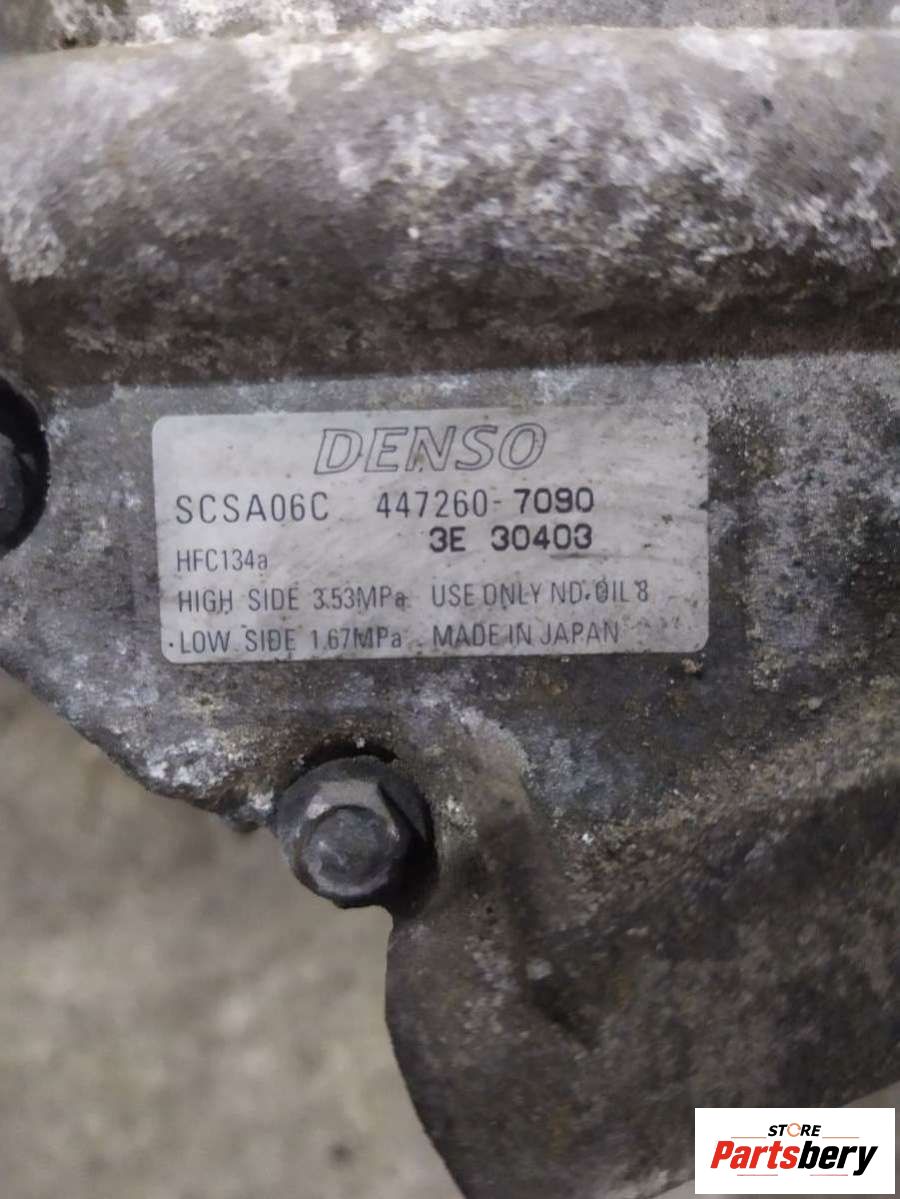 DENSO
SCSA06C 447260-7090
3E 30403
HFC134a
HIGH SIDE 3.53MPa USE ONLY ND-OIL 8
LOW SIDE 1.67MPa MADE IN JAPAN
STORE
Partsbery